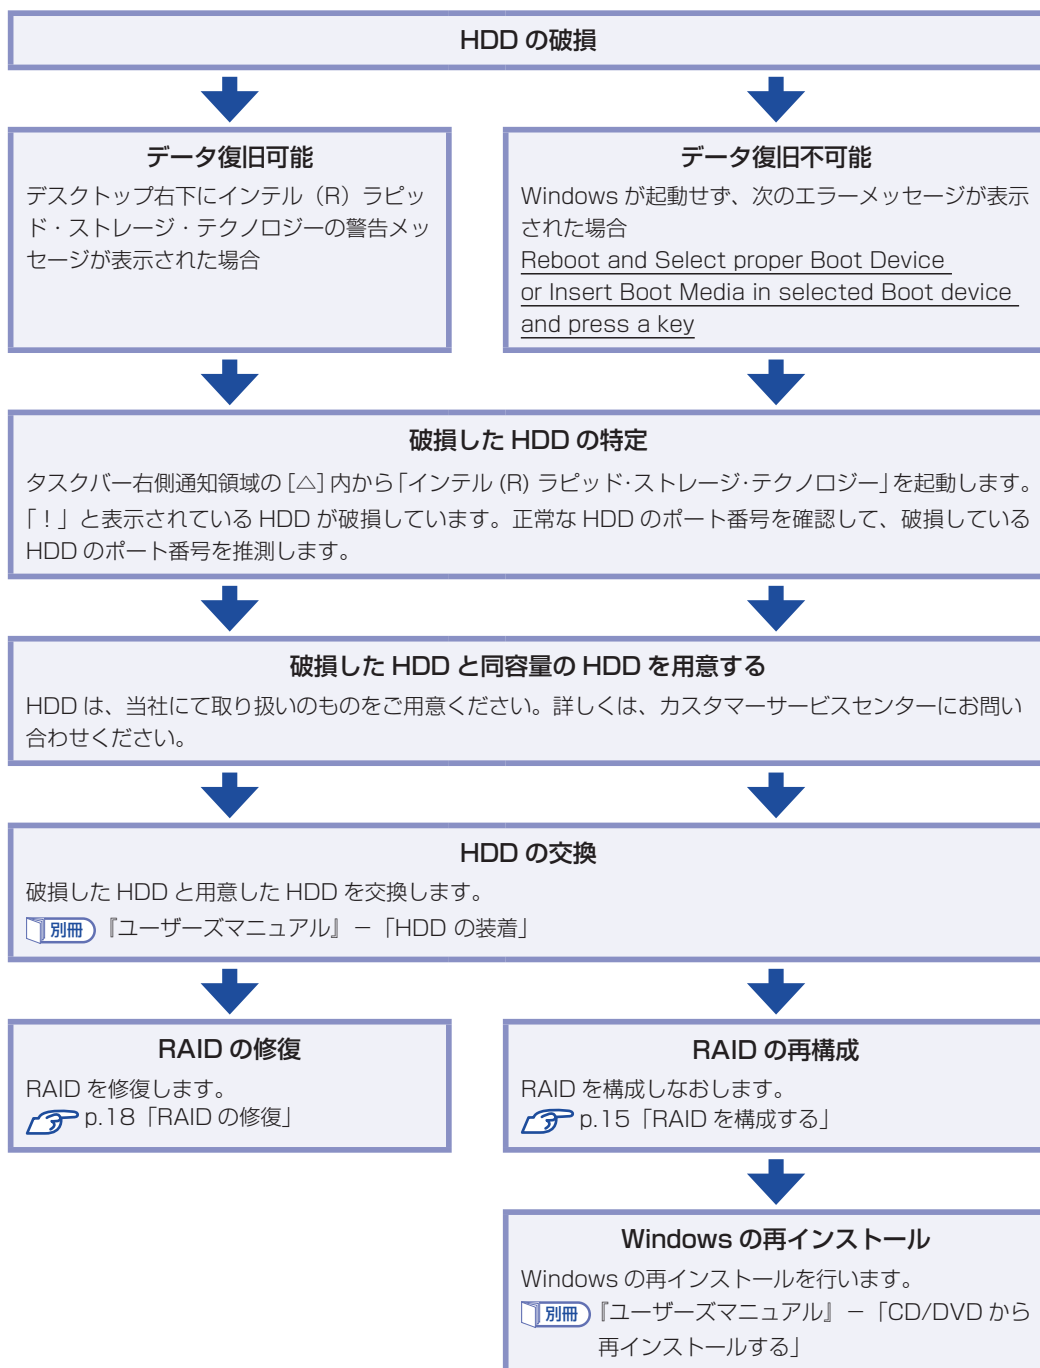 HDD の破損
データ復旧可能
デスクトップ右下にインテル（R）ラピッ
ド・ストレージ・テクノロジーの警告メッ
セージが表示された場合
データ復旧不可能
Windows が起動せず、次のエラーメッセージが表示
された場合
Reboot and Select proper Boot Device
or Insert Boot Media in selected Boot device
and press a key
破損した HDD の特定
タスクバー右側通知領域の [△] 内から「インテル (R) ラピッド・ストレージ・テクノロジー」を起動します。
「！」と表示されている HDD が破損しています。正常な HDD のポート番号を確認して、破損している
HDD のポート番号を推測します。
破損した HDD と同容量の HDD を用意する
HDD は、当社にて取り扱いのものをご用意ください。詳しくは、カスタマーサービスセンターにお問い
合わせください。
HDD の交換
破損した HDD と用意した HDD を交換します。
別冊 『ユーザーズマニュアル』－「HDD の装着」
RAID の修復
RAID を修復します。
p.18「RAID の修復」
RAID の再構成
RAID を構成しなおします。
p.15「RAID を構成する」
Windows の再インストール
Windows の再インストールを行います。
別冊 『ユーザーズマニュアル』－「CD/DVD から
再インストールする」